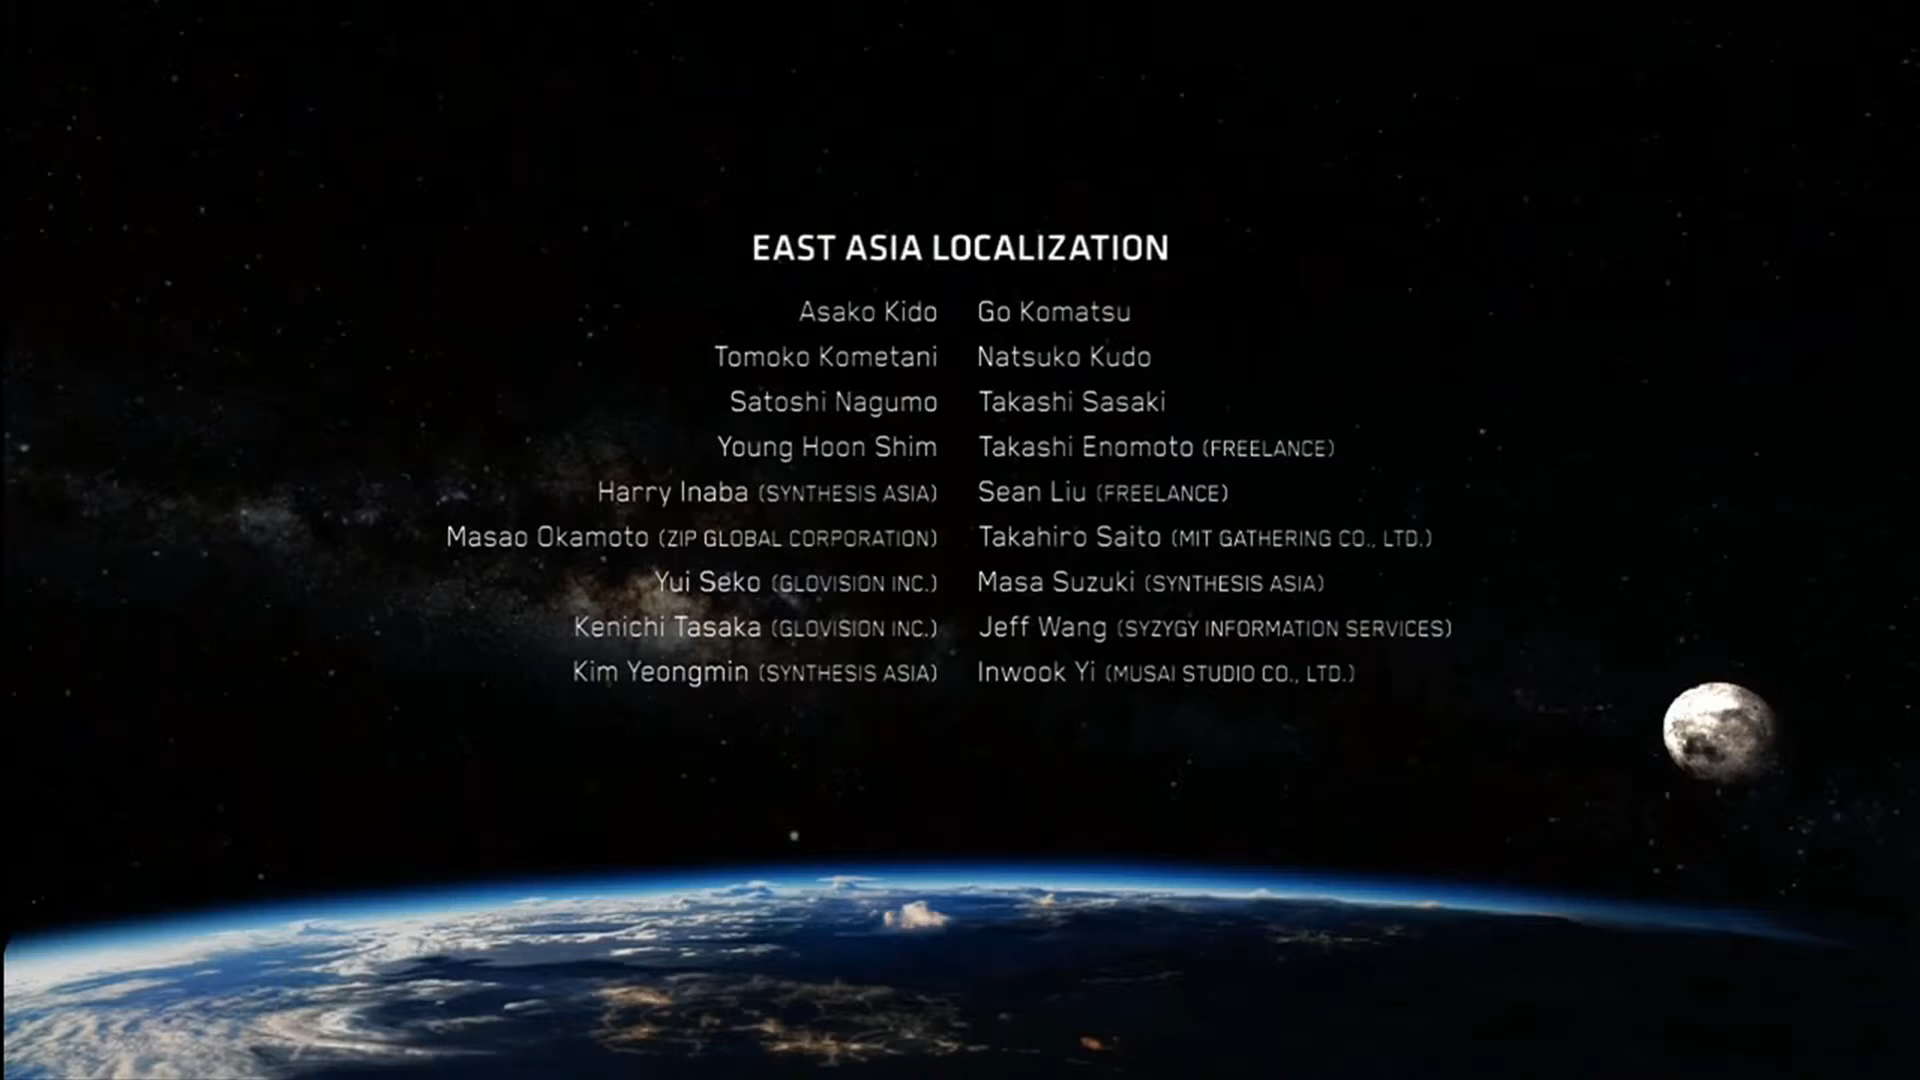 EAST ASIA LOCALIZATION
Asako Kido Go Komatsu
Tomoko Kometani Natsuko Kudo
Satoshi Nagumo Takashi Sasaki
Young Hoon Shim Takashi Enomoto (FREELANCE)
Harry Inaba (SYNTHESIS ASIA) Sean Liu (FREELANCE)
Masao Okamoto (ZIP GLOBAL CORPORATION) Takahiro Saito (MIT GATHERING CO., LTD.)
Yui Seko (GLOVISION INC.) Masa Suzuki (SYNTHESIS ASIA)
Kenichi Tasaka (GLOVISION INC.) Jeff Wang (SYZYGY INFORMATION SERVICES)
Kim Yeongmin (SYNTHESIS ASIA) Inwook Yi (MUSAI STUDIO CO., LTD.)